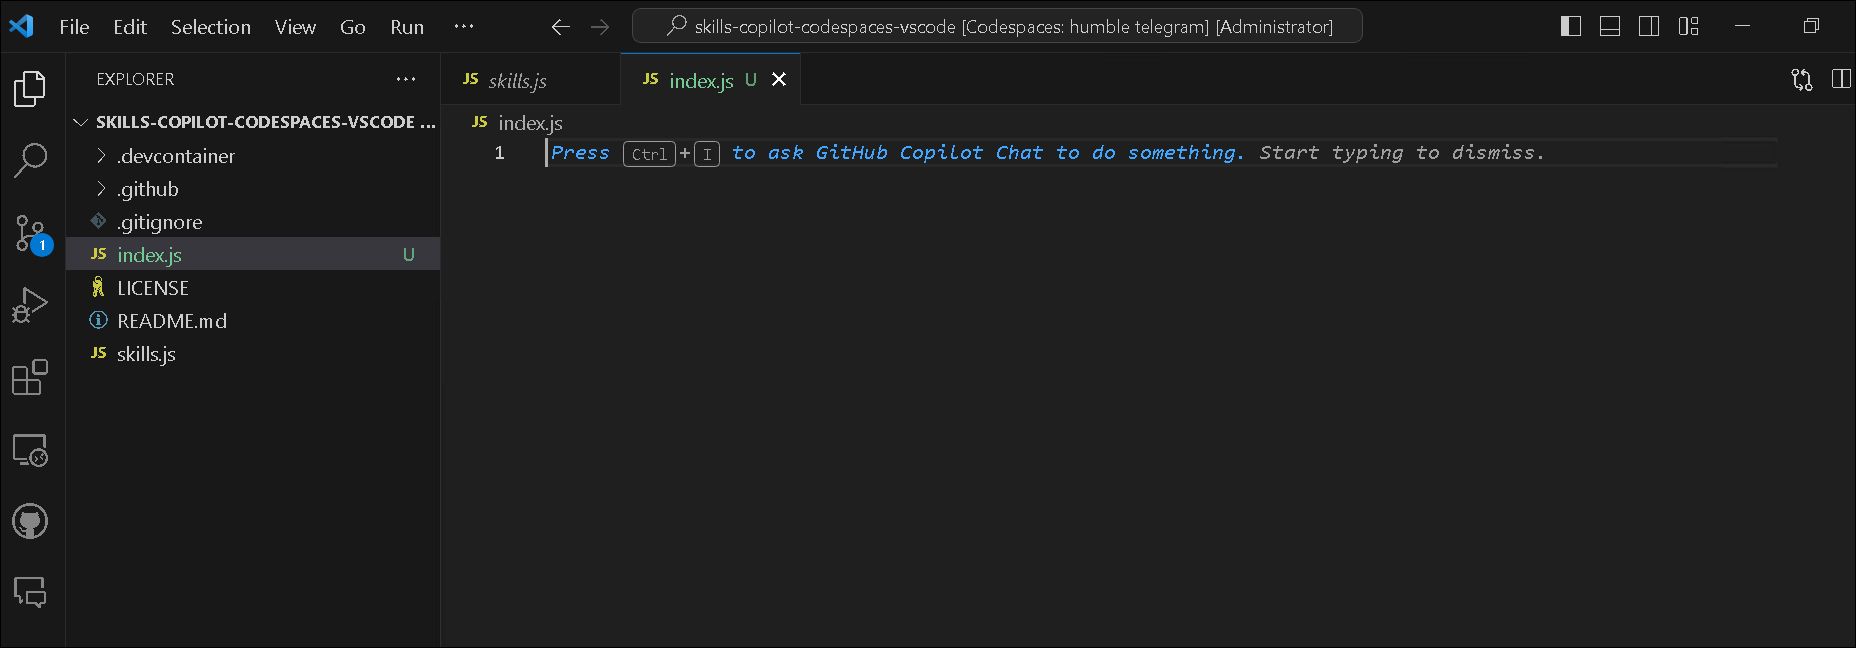 File Edit Selection View Go Run ···
skills-copilot-codespaces-vscode [Codespaces: humble telegram] [Administrator]
EXPLORER ···
SKILLS-COPILOT-CODESPACES-VSCODE ...
.devcontainer
.github
.gitignore
JS index.js U
LICENSE
README.md
JS skills.js
1
JS skills.js
JS index.js U
JS index.js
1 Press Ctrl+I to ask GitHub Copilot Chat to do something. Start typing to dismiss.